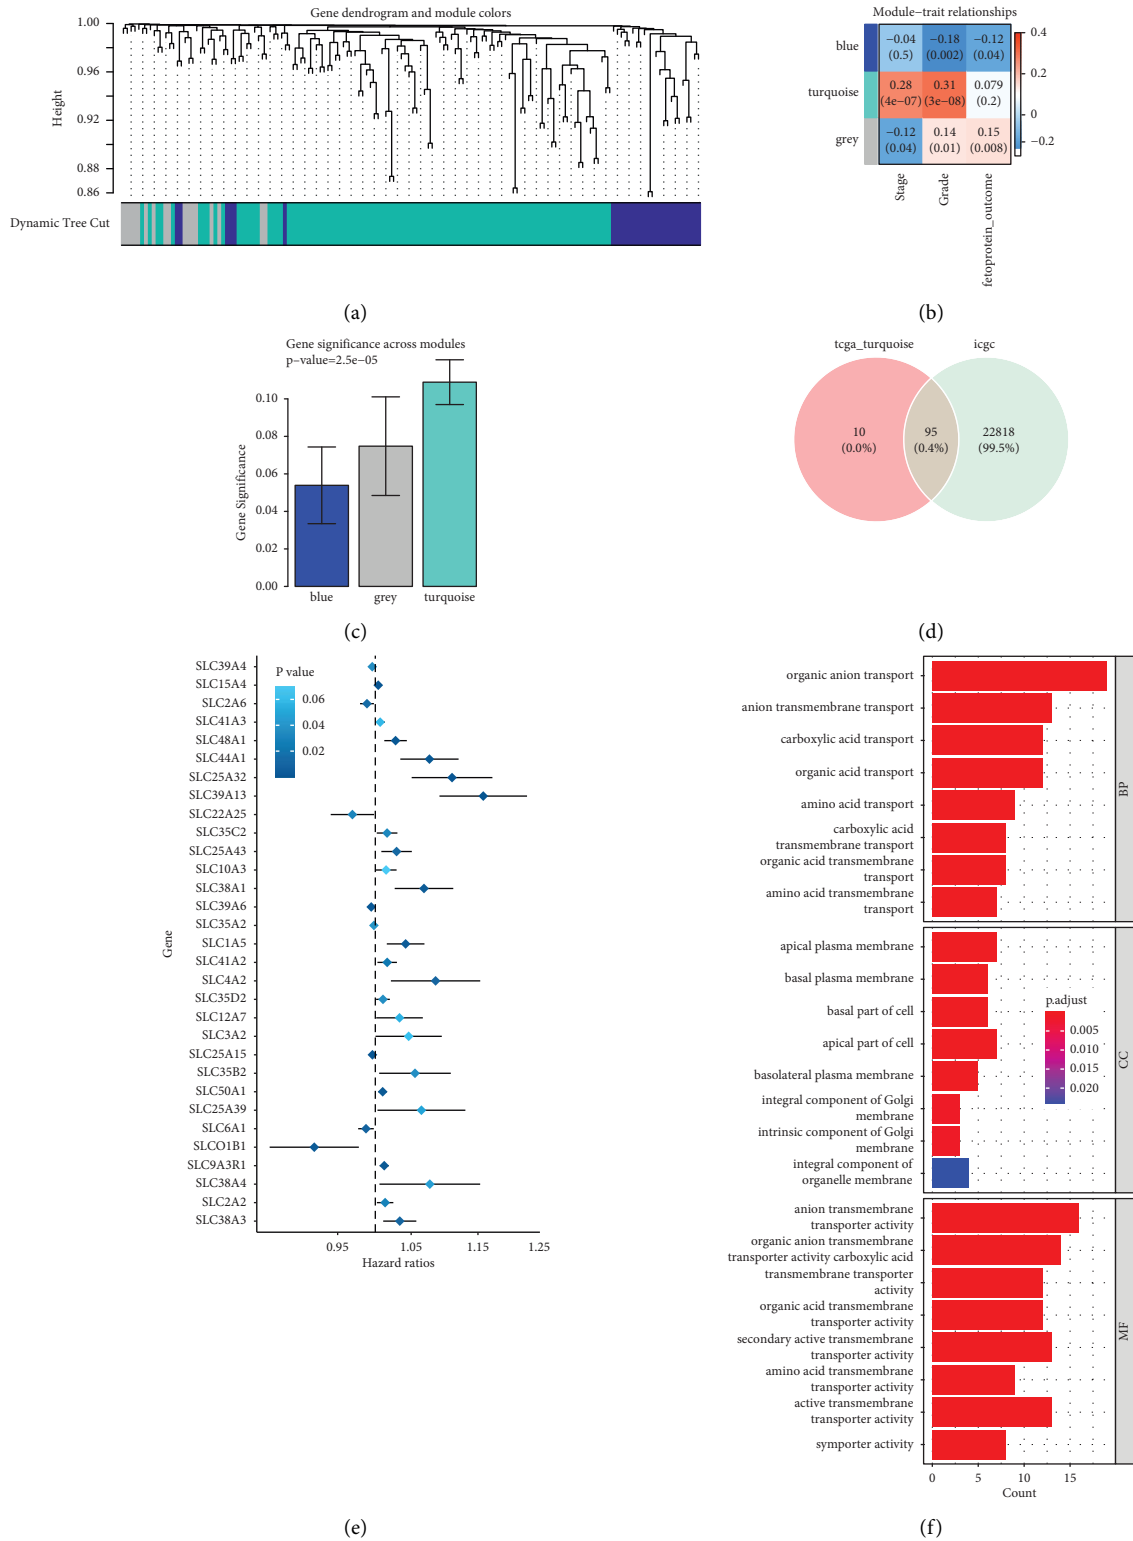 Gene dendrogram and module colors
1.00
0.96
0.92
0.88
0.86
Height
Dynamic Tree Cut
(a)
Module−trait relationships
blue
turquoise
grey
−0.04
(0.5)
−0.18
(0.002)
−0.12
(0.04)
0.28
(4e−07)
0.31
(3e−08)
0.079
(0.2)
−0.12
(0.04)
0.14
(0.01)
0.15
(0.008)
0.4
0.2
0
−0.2
Stage
Grade
fetoprotein_outcome
(b)
Gene significance across modules
p−value=2.5e−05
0.10
0.08
0.06
0.04
0.02
0.00
Gene Significance
blue
grey
turquoise
(c)
tcga_turquoise
icgc
10
(0.0%)
95
(0.4%)
22818
(99.5%)
(d)
SLC39A4
SLC15A4
SLC2A6
SLC41A3
SLC48A1
SLC44A1
SLC25A32
SLC39A13
SLC22A25
SLC35C2
SLC25A43
SLC10A3
SLC38A1
SLC39A6
SLC35A2
SLC1A5
SLC41A2
SLC4A2
SLC35D2
SLC12A7
SLC3A2
SLC25A15
SLC35B2
SLC50A1
SLC25A39
SLC6A1
SLCO1B1
SLC9A3R1
SLC38A4
SLC2A2
SLC38A3
Gene
P value
0.06
0.04
0.02
0.95
1.05
1.15
1.25
Hazard ratios
(e)
organic anion transport
anion transmembrane transport
carboxylic acid transport
organic acid transport
amino acid transport
carboxylic acid
transmembrane transport
organic acid transmembrane
transport
amino acid transmembrane
transport
BP
apical plasma membrane
basal plasma membrane
basal part of cell
apical part of cell
basolateral plasma membrane
integral component of Golgi
membrane
intrinsic component of Golgi
membrane
integral component of
organelle membrane
CC
p.adjust
0.005
0.010
0.015
0.020
anion transmembrane
transporter activity
organic anion transmembrane
transporter activity carboxylic acid
transmembrane transporter
activity
organic acid transmembrane
transporter activity
secondary active transmembrane
transporter activity
amino acid transmembrane
transporter activity
active transmembrane
transporter activity
symporter activity
MF
0
5
10
15
Count
(f)